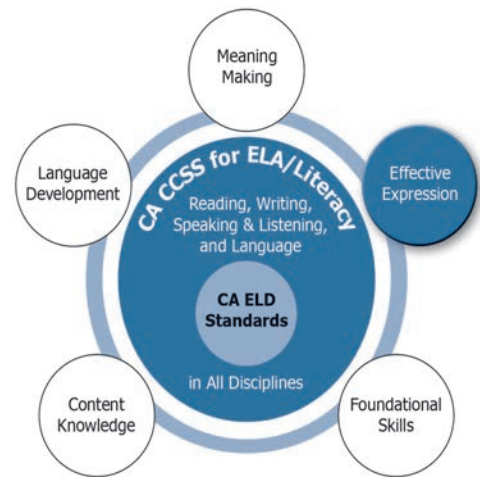 Meaning
Making
Language
Development
Effective
Expression
CA CCSS for ELA/Literacy
Reading, Writing,
Speaking & Listening,
and Language
CA ELD
Standards
in All Disciplines
Content
Knowledge
Foundational
Skills